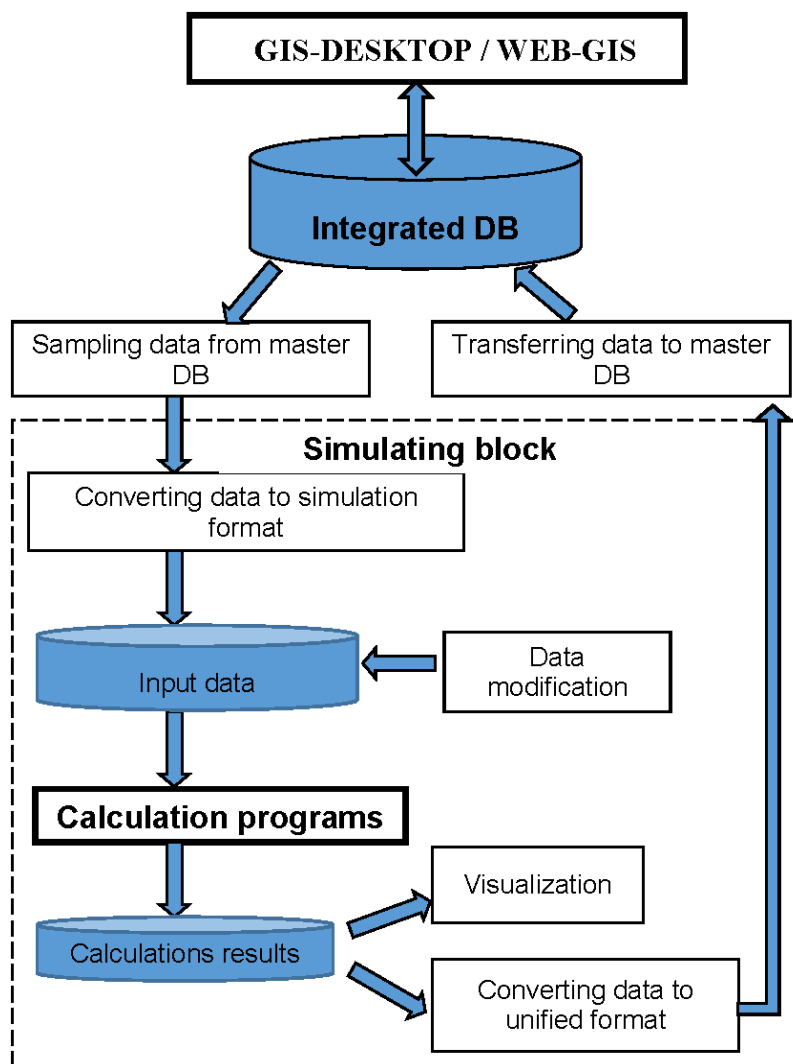 GIS-DESKTOP / WEB-GIS
Integrated DB
Sampling data from master
DB
Transferring data to master
DB
Simulating block
Converting data to simulation
format
Input data
Data
modification
Calculation programs
Visualization
Calculations results
Converting data to
unified format